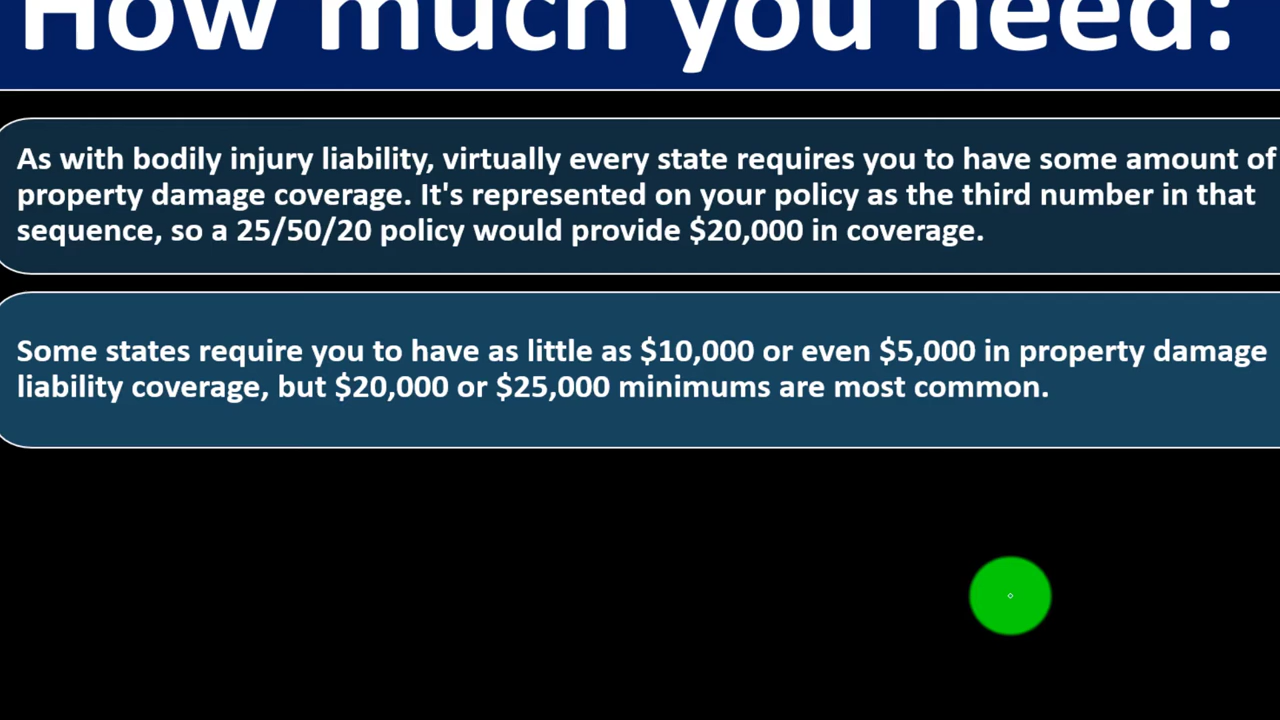 How much you need:
As with bodily injury liability, virtually every state requires you to have some amount of
property damage coverage. It's represented on your policy as the third number in that
sequence, so a 25/50/20 policy would provide $20,000 in coverage.
Some states require you to have as little as $10,000 or even $5,000 in property damage
liability coverage, but $20,000 or $25,000 minimums are most common.